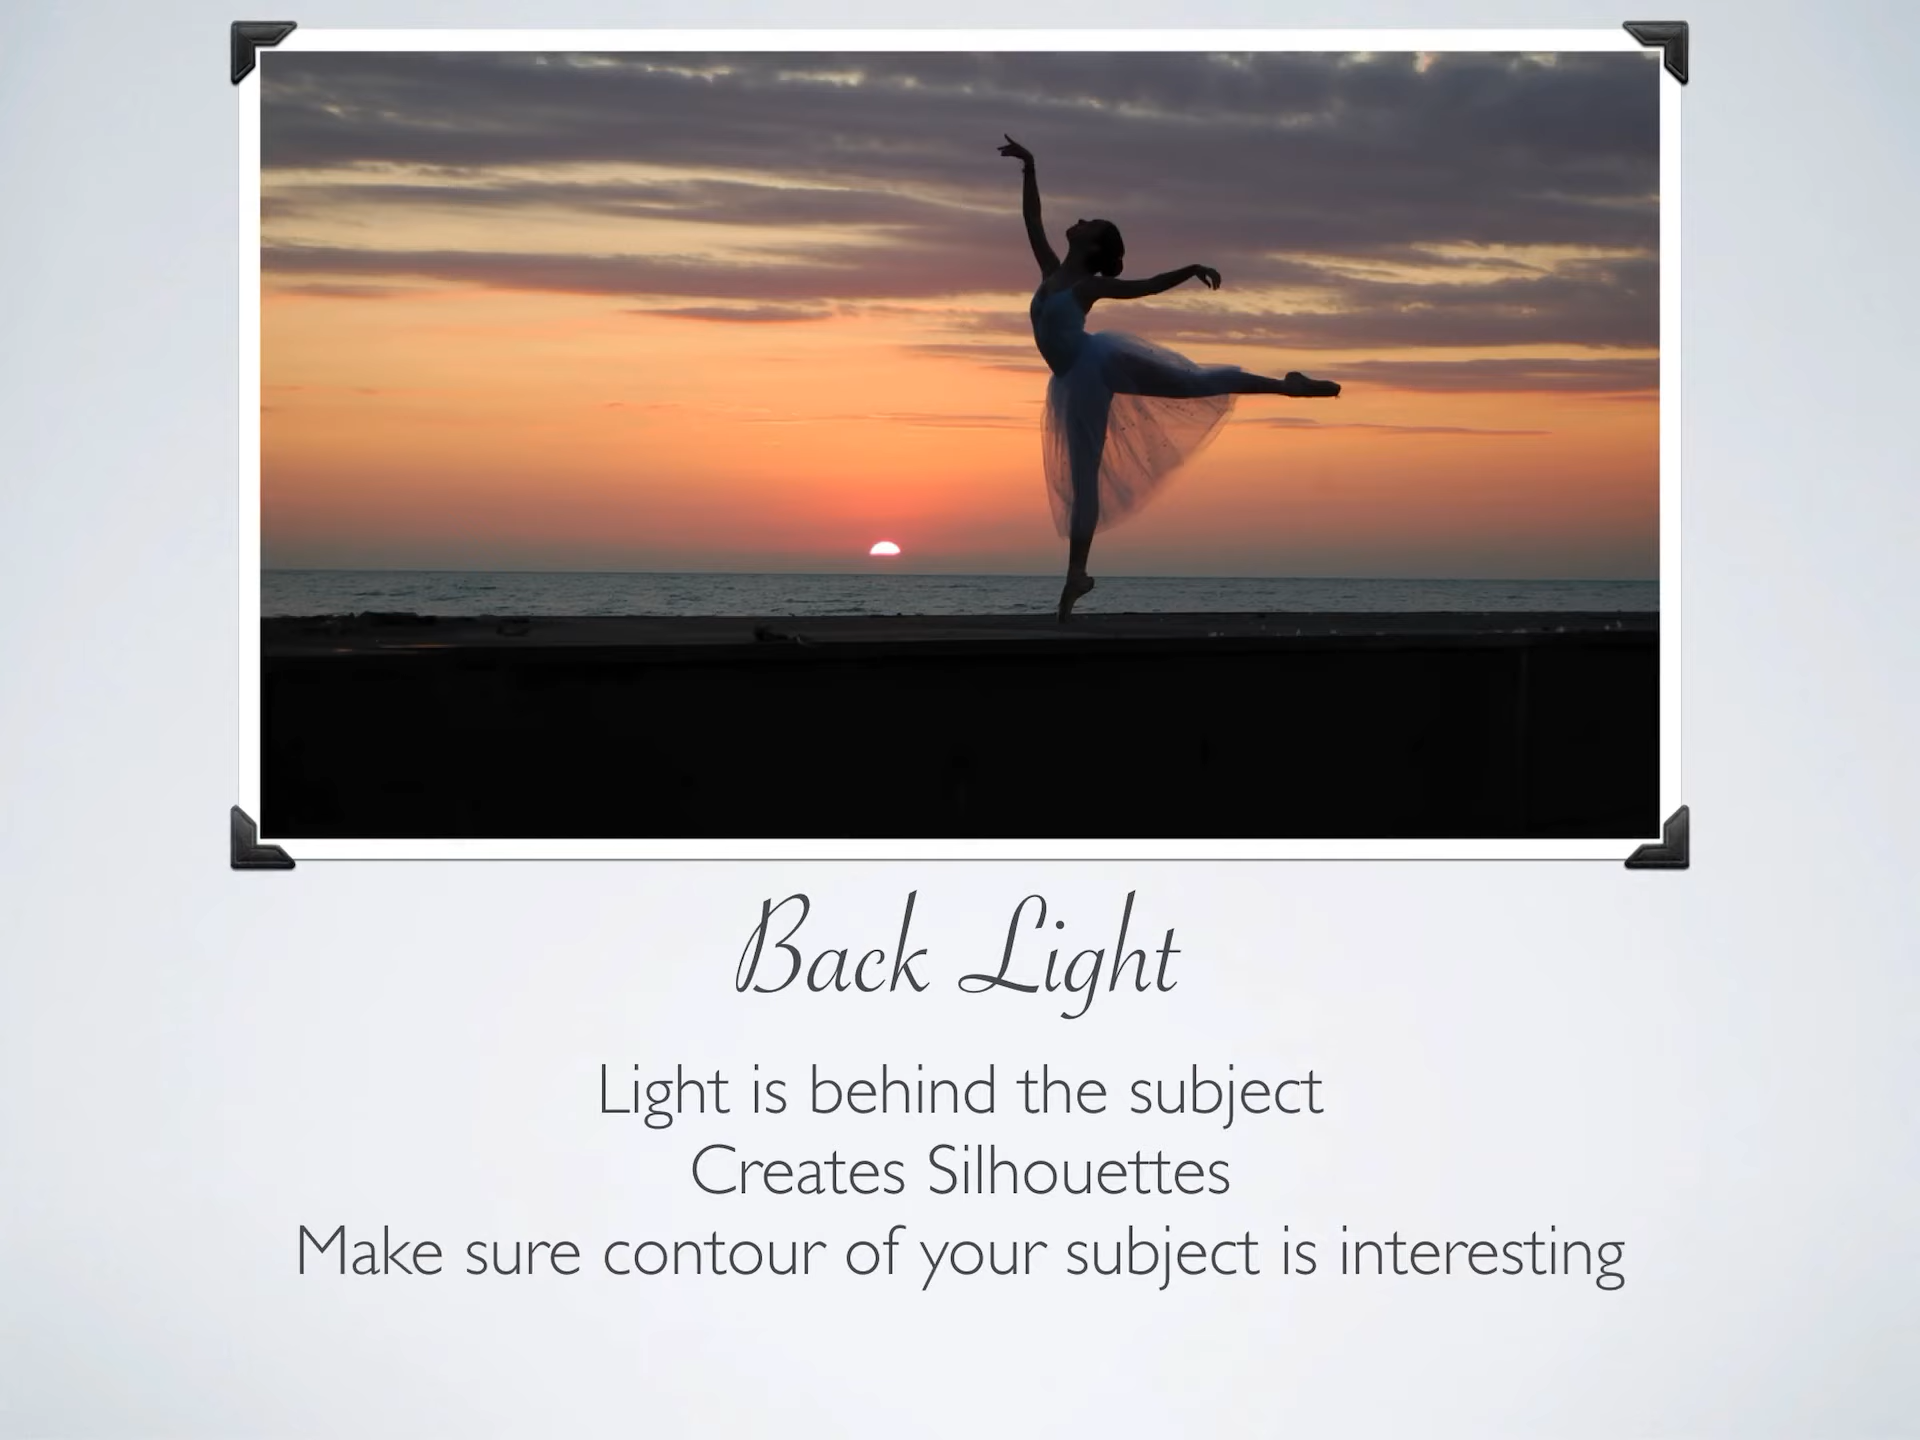 Back Light
Light is behind the subject
Creates Silhouettes
Make sure contour of your subject is interesting